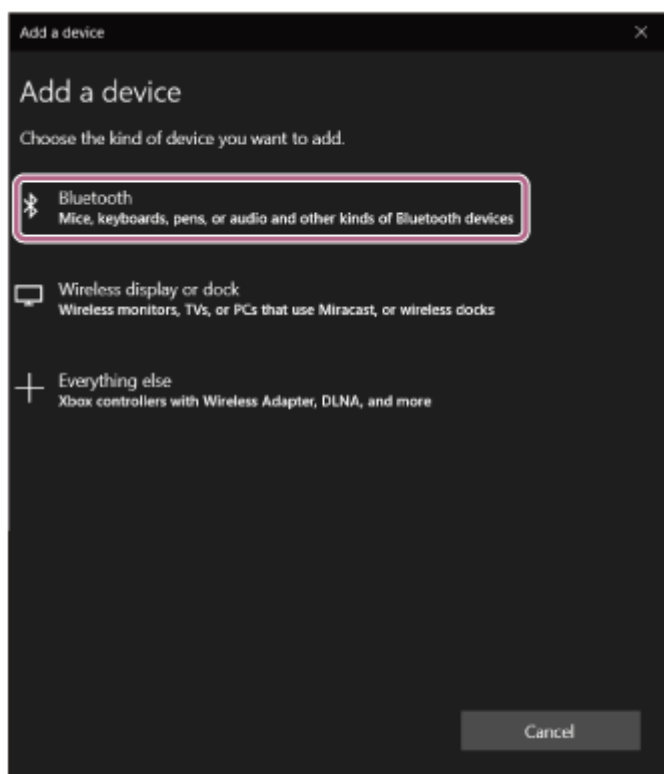 Add a device
Add a device
Choose the kind of device you want to add.
Bluetooth
Mice, keyboards, pens, or audio and other kinds of Bluetooth devices
Wireless display or dock
Wireless monitors, TVs, or PCs that use Miracast, or wireless docks
Everything else
Xbox controllers with Wireless Adapter, DLNA, and more
Cancel